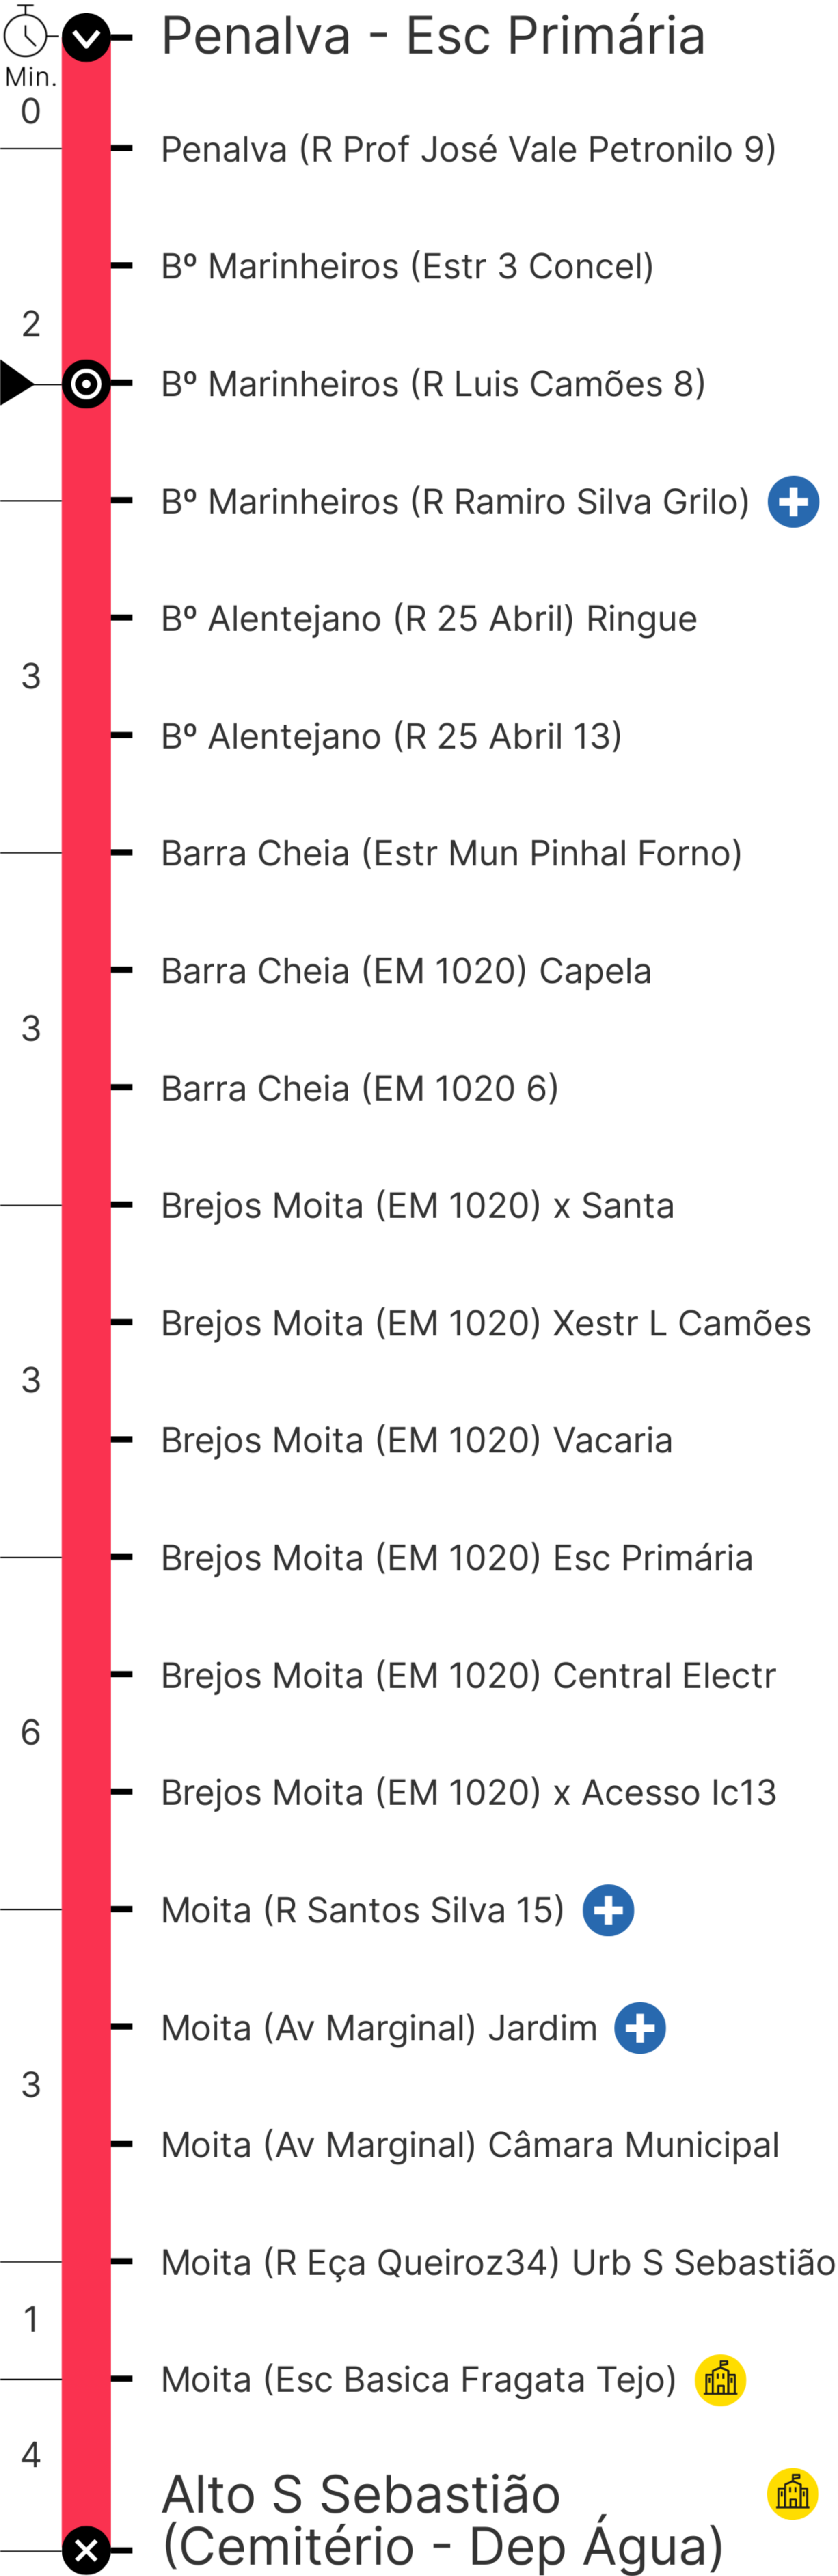 Penalva - Esc Primária
Min.
0
Penalva (R Prof José Vale Petronilo 9)
Bº Marinheiros (Estr 3 Concel)
2
Bº Marinheiros (R Luis Camões 8)
Bº Marinheiros (R Ramiro Silva Grilo)
Bº Alentejano (R 25 Abril) Ringue
3
Bº Alentejano (R 25 Abril 13)
Barra Cheia (Estr Mun Pinhal Forno)
Barra Cheia (EM 1020) Capela
3
Barra Cheia (EM 1020 6)
Brejos Moita (EM 1020) x Santa
Brejos Moita (EM 1020) Xestr L Camões
3
Brejos Moita (EM 1020) Vacaria
Brejos Moita (EM 1020) Esc Primária
Brejos Moita (EM 1020) Central Electr
6
Brejos Moita (EM 1020) x Acesso Ic13
Moita (R Santos Silva 15)
Moita (Av Marginal) Jardim
3
Moita (Av Marginal) Câmara Municipal
Moita (R Eça Queiroz34) Urb S Sebastião
1
Moita (Esc Basica Fragata Tejo)
4
Alto S Sebastião
(Cemitério - Dep Água)